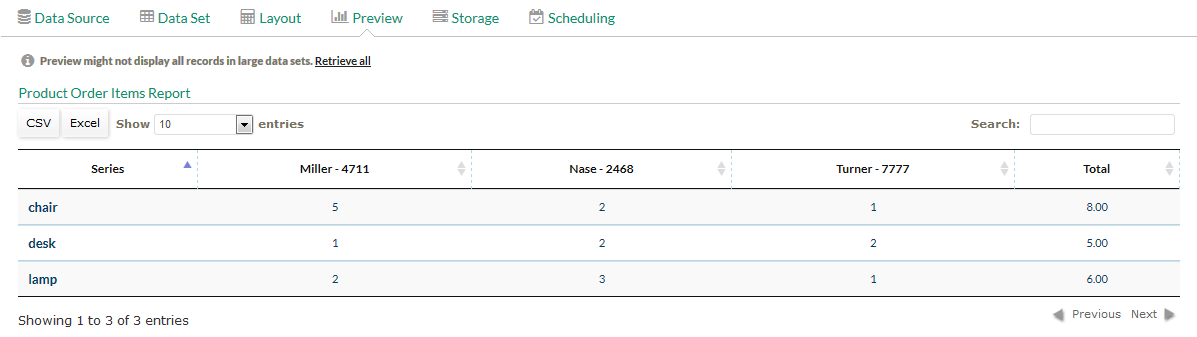 Data Source Data Set Layout Preview Storage Scheduling
Preview might not display all records in large data sets. Retrieve all
Product Order Items Report
CSV Excel Show 10 entries Search:
Series Miller - 4711 Nase - 2468 Turner - 7777 Total
chair 5 2 1 8.00
desk 1 2 2 5.00
lamp 2 3 1 6.00
Showing 1 to 3 of 3 entries Previous Next